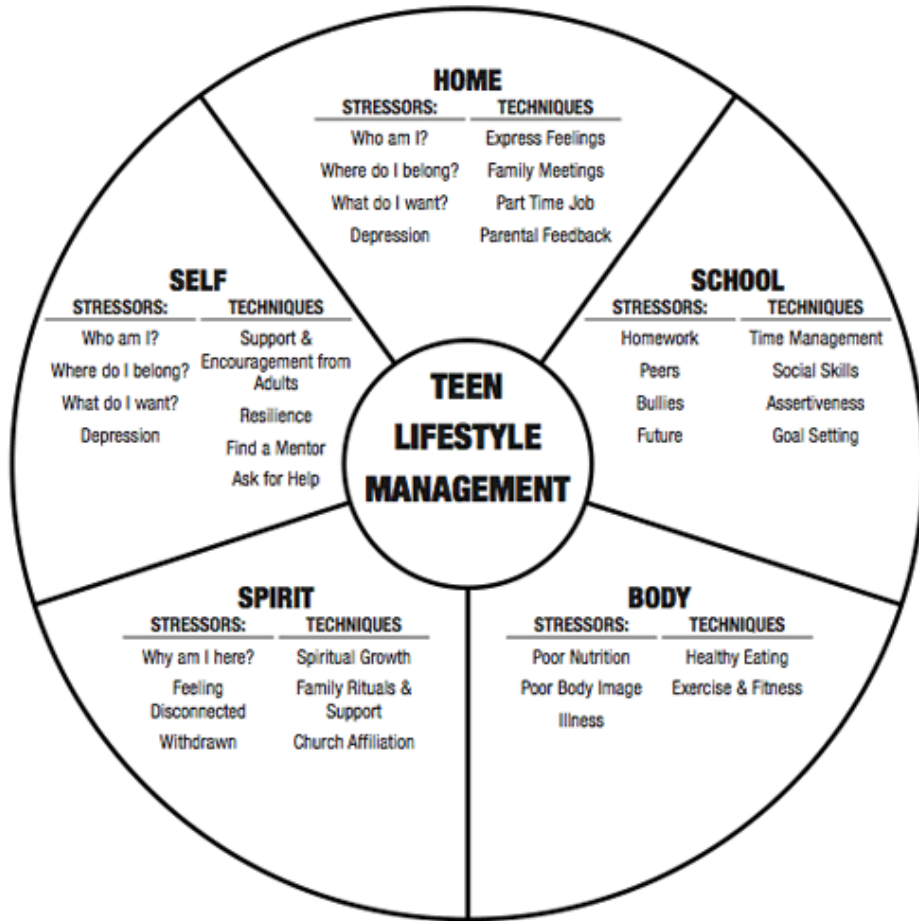 HOME
STRESSORS: TECHNIQUES
Who am I? Express Feelings
Where do I belong? Family Meetings
What do I want? Part Time Job
Depression Parental Feedback
SELF
STRESSORS: TECHNIQUES
Who am I? Support &
Where do I belong? Encouragement from
Adults
What do I want? Resilience
Depression Find a Mentor
Ask for Help
SCHOOL
STRESSORS: TECHNIQUES
Homework Time Management
Peers Social Skills
Bullies Assertiveness
Future Goal Setting
TEEN
LIFESTYLE
MANAGEMENT
SPIRIT
STRESSORS: TECHNIQUES
Why am I here? Spiritual Growth
Feeling Family Rituals &
Disconnected Support
Withdrawn Church Affiliation
BODY
STRESSORS: TECHNIQUES
Poor Nutrition Healthy Eating
Poor Body Image Exercise & Fitness
Illness